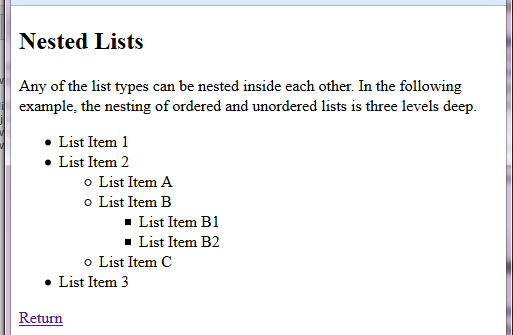 Nested Lists
Any of the list types can be nested inside each other. In the following
example, the nesting of ordered and unordered lists is three levels deep.
List Item 1
List Item 2
List Item A
List Item B
List Item B1
List Item B2
List Item C
List Item 3
Return